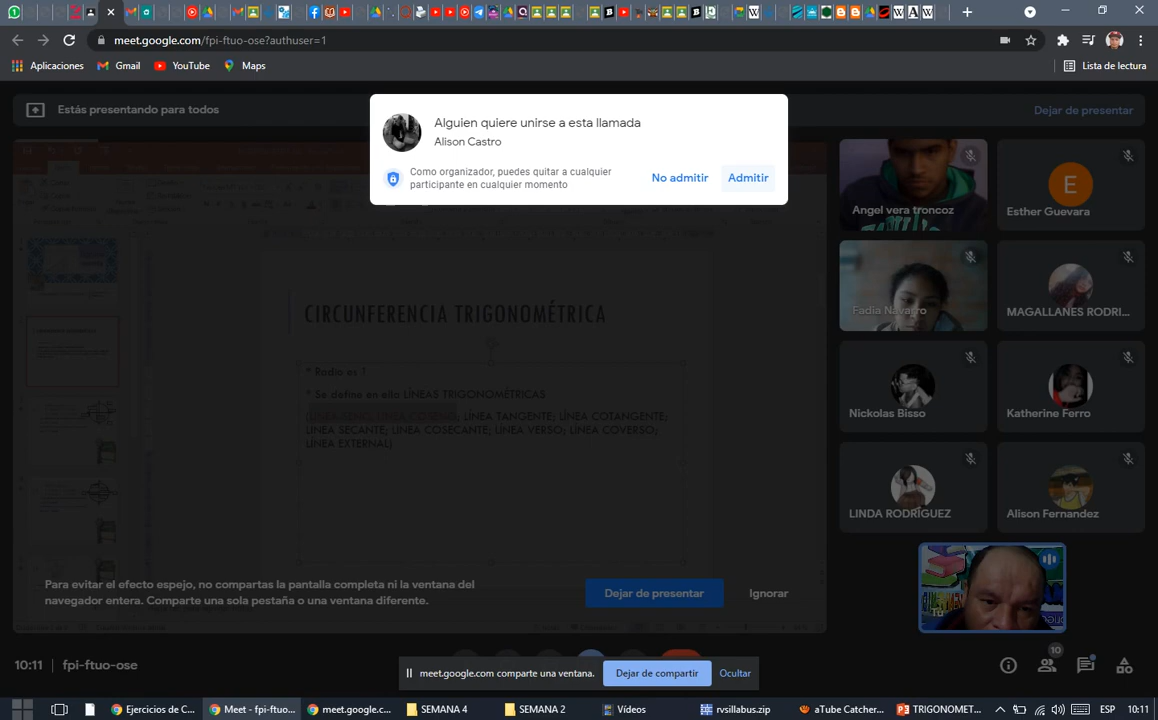 meet.google.com/fpi-ftuo-ose?authuser=1
Aplicaciones
Gmail
YouTube
Maps
Lista de lectura
Estás presentando para todos
Dejar de presentar
Alguien quiere unirse a esta llamada
Alison Castro
Como organizador, puedes quitar a cualquier
participante en cualquier momento
No admitir
Admitir
CIRCUNFERENCIA TRIGONOMÉTRICA
* Radio es 1
* Se define en ella LÍNEAS TRIGONOMÉTRICAS
(LÍNEA SENO, LÍNEA COSENO, LÍNEA TANGENTE; LÍNEA COTANGENTE;
LÍNEA SECANTE; LÍNEA COSECANTE; LÍNEA VERSO; LÍNEA COVERSO;
LÍNEA EXTERNAL)
Para evitar el efecto espejo, no compartas la pantalla completa ni la ventana del
navegador entera. Comparte una sola pestaña o una ventana diferente.
Dejar de presentar
Ignorar
Angel vera troncoz
E
Esther Guevara
Fadia Navarro
MAGALLANES RODRI...
Nickolas Bisso
Katherine Ferro
LINDA RODRÍGUEZ
Alison Fernandez
10:11
fpi-ftuo-ose
meet.google.com comparte una ventana.
Dejar de compartir
Ocultar
10
Ejercicios de C...
Meet - fpi-ftuo...
meet.google.c...
SEMANA 4
SEMANA 2
Vídeos
rvsillabus.zip
aTube Catcher...
TRIGONOMET...
ESP
10:11